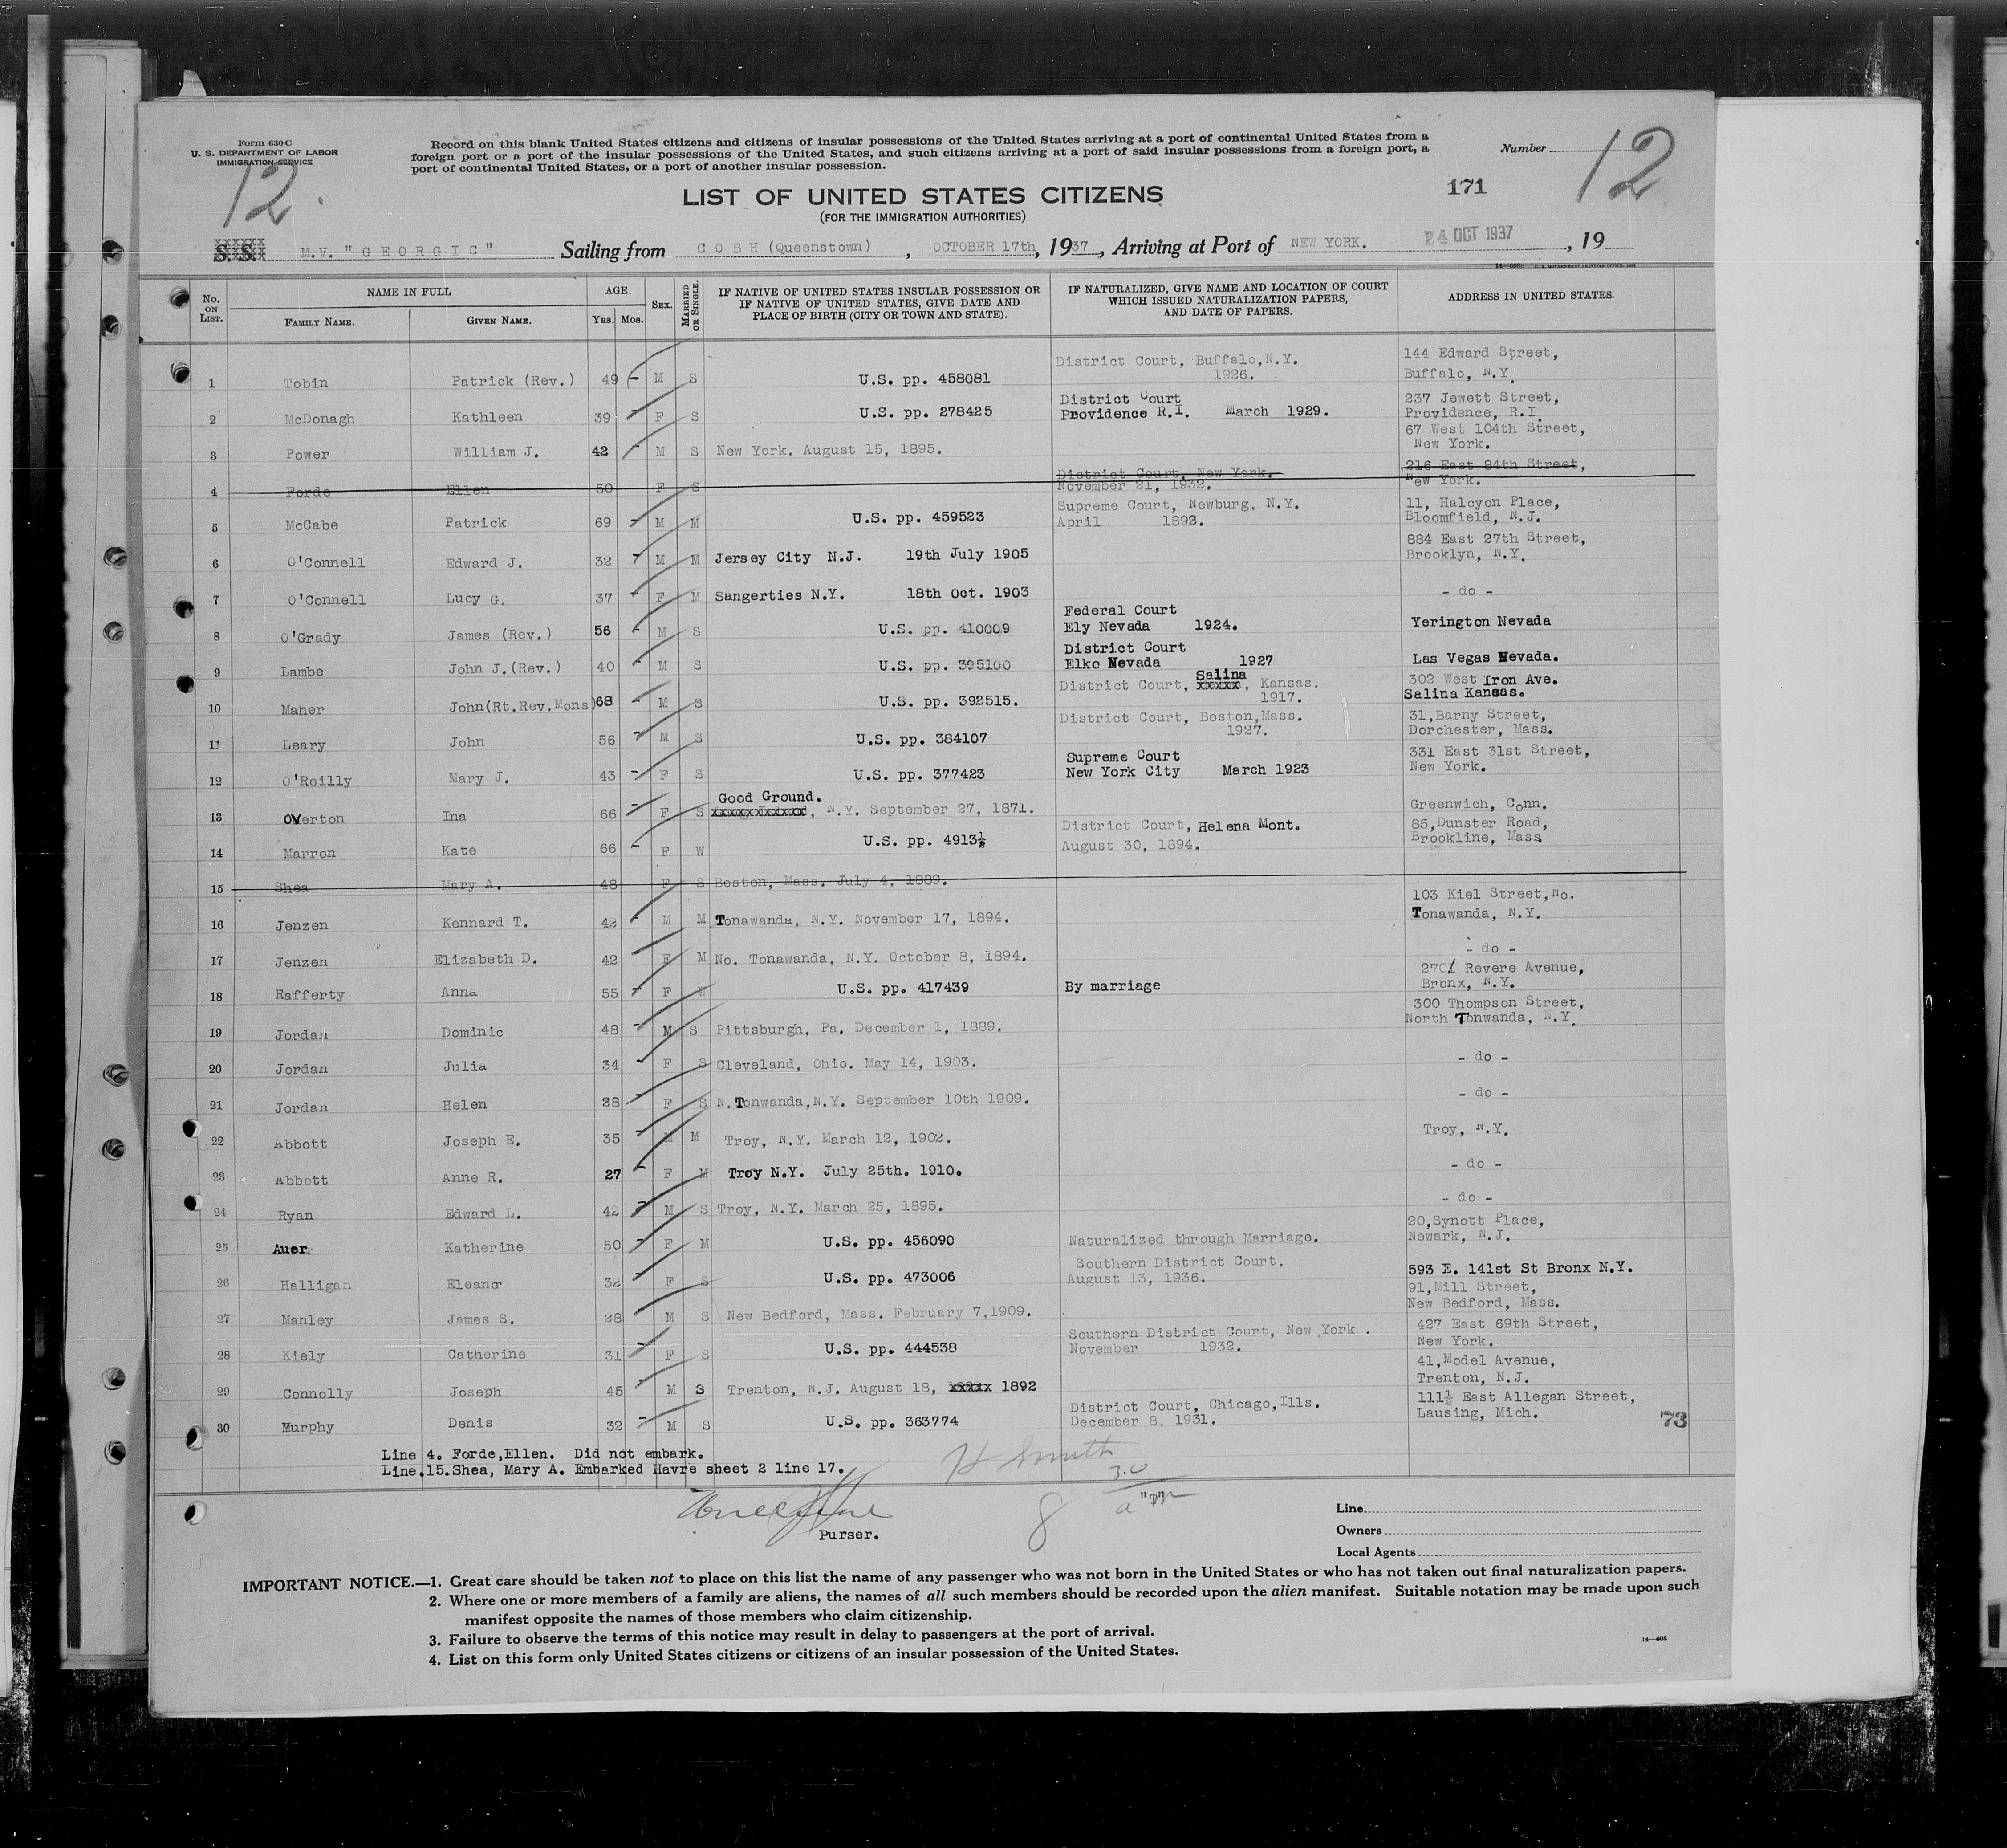 Form 630 C
U. S. DEPARTMENT OF LABOR
IMMIGRATION SERVICE
12.
Record on this blank United States citizens and citizens of insular possessions of the United States arriving at a port of continental United States from a
foreign port or a port of the insular possessions of the United States, and such citizens arriving at a port of said insular possessions from a foreign port, a
port of continental United States, or a port of another insular possession.
Number 12
LIST OF UNITED STATES CITIZENS
(FOR THE IMMIGRATION AUTHORITIES)
171
S.S. M.V. "GEORGIC" Sailing from COBH (Queenstown), OCTOBER 17th, 1937, Arriving at Port of NEW YORK. 24 OCT 1937, 19
No. ON LIST. NAME IN FULL FAMILY NAME. GIVEN NAME. AGE. YRS. MOS. SEX. MARRIED OR SINGLE.
IF NATIVE OF UNITED STATES INSULAR POSSESSION OR IF NATIVE OF UNITED STATES, GIVE DATE AND PLACE OF BIRTH (CITY OR TOWN AND STATE).
IF NATURALIZED, GIVE NAME AND LOCATION OF COURT WHICH ISSUED NATURALIZATION PAPERS, AND DATE OF PAPERS.
ADDRESS IN UNITED STATES.
1 Tobin Patrick (Rev.) 49 - M S U.S. pp. 458081 District Court, Buffalo,N.Y. 1926. 144 Edward Street, Buffalo, N.Y.
2 McDonagh Kathleen 39 - F S U.S. pp. 278425 District Court Providence R.I. March 1929. 237 Jewett Street, Providence, R.I.
3 Power William J. 42 - M S New York. August 15, 1895. 67 West 104th Street, New York.
4 Forde Ellen 50 F S District Court, New York. November 21, 1932. 216 East 84th Street, New York.
5 McCabe Patrick 69 - M M U.S. pp. 459523 Supreme Court, Newburg, N.Y. April 1892. 11, Halcyon Place, Bloomfield, N.J.
6 O'Connell Edward J. 32 - M M Jersey City N.J. 19th July 1905 884 East 27th Street, Brooklyn, N.Y.
7 O'Connell Lucy G. 37 - F M Sangerties N.Y. 18th Oct. 1903 - do -
8 O'Grady James (Rev.) 56 - M S U.S. pp. 410009 Federal Court Ely Nevada 1924. Yerington Nevada
9 Lambe John J.(Rev.) 40 - M S U.S. pp. 395100 District Court Elko Nevada 1927 Las Vegas Nevada.
10 Maher John(Rt.Rev.Mons) 68 - M S U.S. pp. 392515. District Court, xxxxx Salina, Kansas. 1917. 302 West Iron Ave. Salina Kansas.
11 Leary John 56 - M S U.S. pp. 384107 District Court, Boston,Mass. 1927. 31,Barny Street, Dorchester, Mass.
12 O'Reilly Mary J. 43 - F S U.S. pp. 377423 Supreme Court New York City March 1923 331 East 31st Street, New York.
13 Overton Ina 66 - F S Good Ground. xxxxxxxxxxxx, N.Y. September 27, 1871. Greenwich, Conn.
14 Marron Kate 66 - F W U.S. pp. 4913½ District Court, Helena Mont. August 30, 1894. 85,Dunster Road, Brookline, Mass
15 Shea Mary A. 48 F S Boston, Mass. July 4, 1889.
16 Jenzen Kennard T. 42 - M M Tonawanda, N.Y. November 17, 1894. 103 Kiel Street,No. Tonawanda, N.Y.
17 Jenzen Elizabeth D. 42 F M No. Tonawanda, N.Y. October 8, 1894. - do -
18 Rafferty Anna 55 - F W U.S. pp. 417439 By marriage 2701 Revere Avenue, Bronx, N.Y.
19 Jordan Dominic 48 - M S Pittsburgh, Pa. December 1, 1889. 300 Thompson Street, North Tonwanda, N.Y.
20 Jordan Julia 34 - F S Cleveland, Ohio. May 14, 1903. - do -
21 Jordan Helen 28 - F S N.Tonwanda,N.Y. September 10th 1909. - do -
22 Abbott Joseph E. 35 - M M Troy, N.Y. March 12, 1902. Troy, N.Y.
23 Abbott Anne R. 27 - F M Troy N.Y. July 25th. 1910. - do -
24 Ryan Edward L. 42 - M S Troy, N.Y. March 25, 1895. - do -
25 Auer Katherine 50 - F M U.S. pp. 456090 Naturalized through Marriage. 20,Synott Place, Newark, N.J.
26 Halligan Eleanor 32 - F S U.S. pp. 473006 Southern District Court, August 13, 1936. 593 E. 141st St Bronx N.Y.
27 Manley James S. 28 M S New Bedford, Mass. February 7,1909. 91,Mill Street, New Bedford, Mass.
28 Kiely Catherine 31 - F S U.S. pp. 444538 Southern District Court, New York. November 1932. 427 East 69th Street, New York.
29 Connolly Joseph 45 - M S Trenton, N.J. August 18, xxxxx 1892 41,Model Avenue, Trenton, N.J.
30 Murphy Denis 32 - M S U.S. pp. 363774 District Court, Chicago,Ills. December 8. 1931. 111½ East Allegan Street, Lausing, Mich.
73
Line 4. Forde,Ellen. Did not embark.
Line.15.Shea, Mary A. Embarked Havre sheet 2 line 17.
H Smith
30
8
Purser.
Line
Owners
Local Agents
IMPORTANT NOTICE.—1. Great care should be taken not to place on this list the name of any passenger who was not born in the United States or who has not taken out final naturalization papers.
2. Where one or more members of a family are aliens, the names of all such members should be recorded upon the alien manifest. Suitable notation may be made upon such
manifest opposite the names of those members who claim citizenship.
3. Failure to observe the terms of this notice may result in delay to passengers at the port of arrival.
4. List on this form only United States citizens or citizens of an insular possession of the United States.
14—608